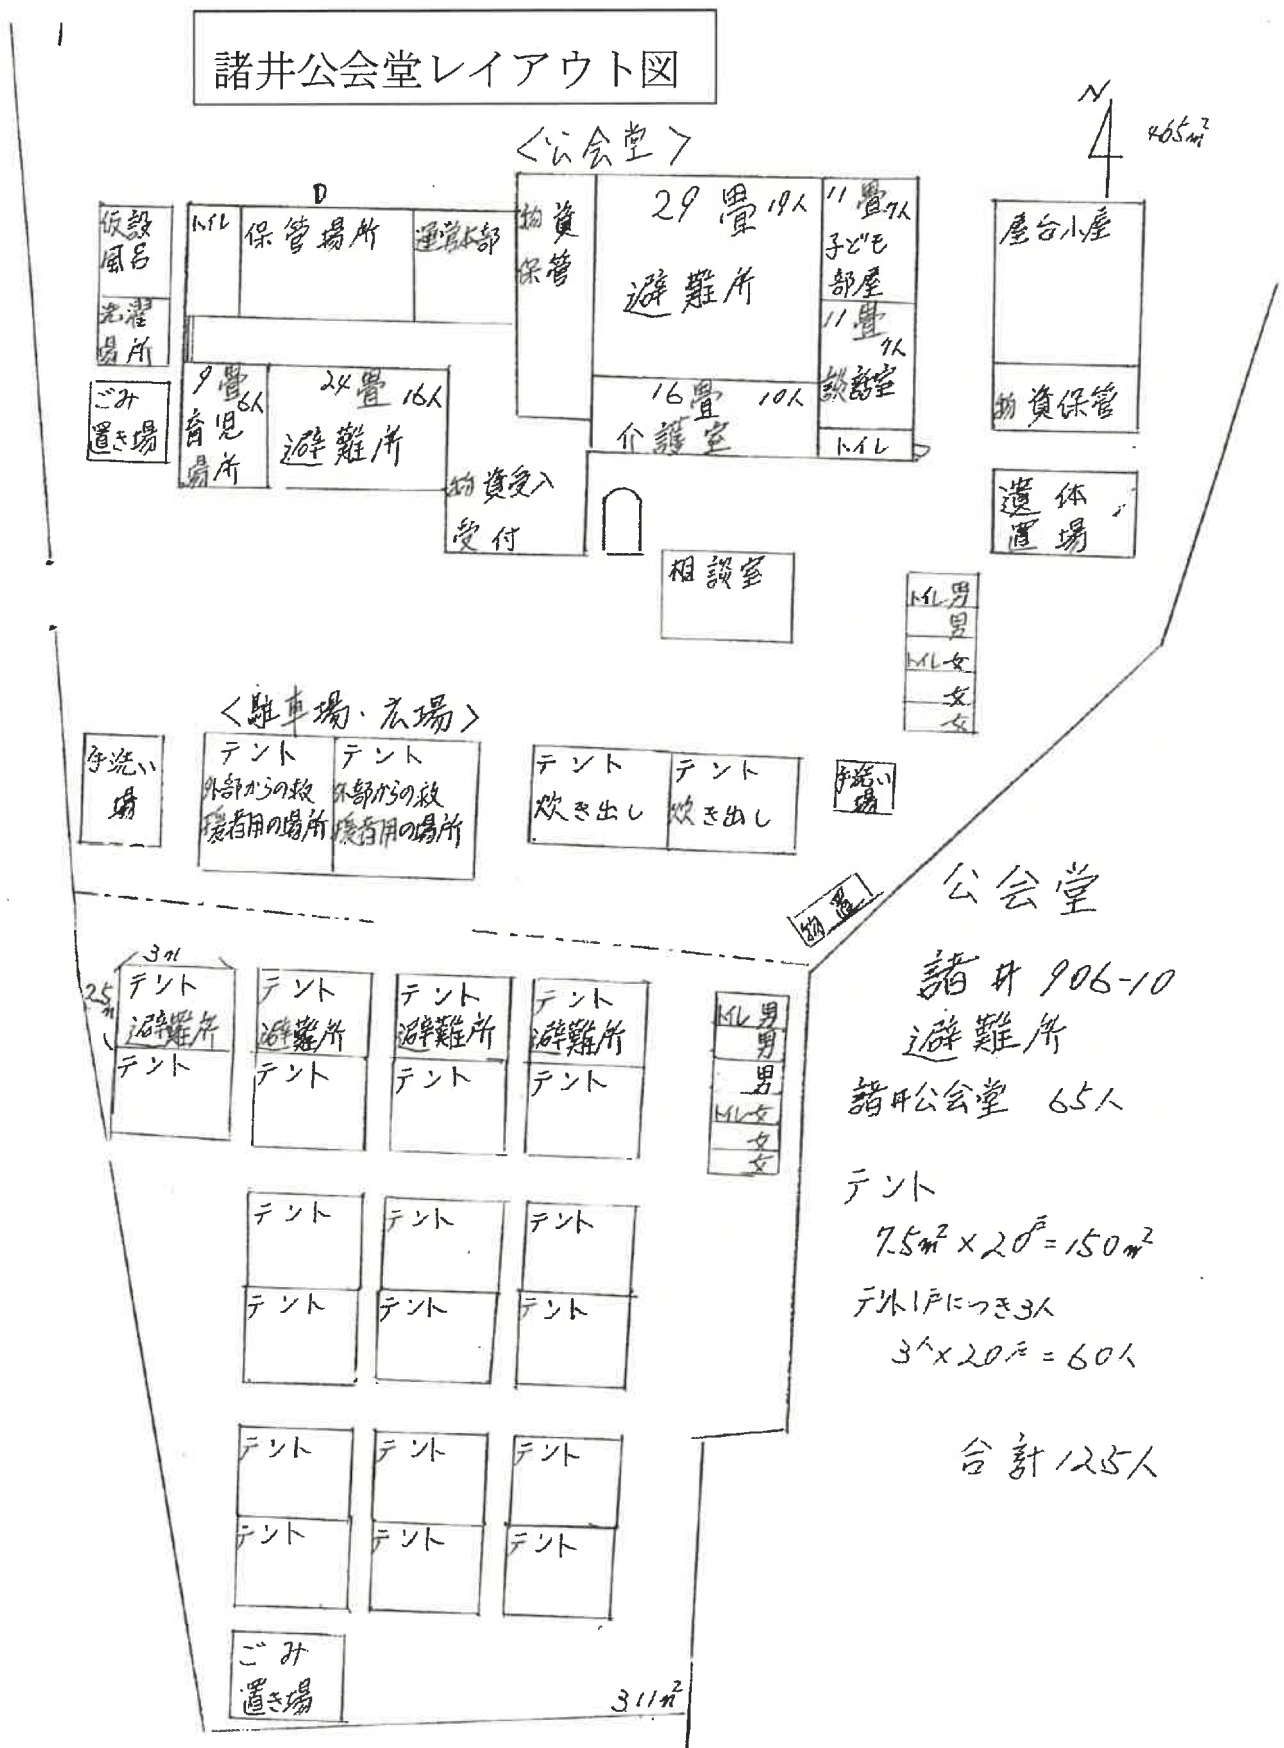 1
諸井公会堂レイアウト図
N
465㎡
<公会堂>
仮設
風呂
洗濯
場所
ごみ
置き場
トイレ
D
保管場所
運営本部
物資
保管
29畳 19人
避難所
11畳 7人
子ども
部屋
11畳
7人
談話室
トイレ
16畳 10人
介護室
9畳
6人
育児
場所
24畳 16人
避難所
物資受入
受付
屋台小屋
物資保管
遺体
置場
相談室
トイレ男
男
トイレ女
女
女
<駐車場・広場>
手洗い
場
テント
外部からの救
援者用の場所
テント
外部からの救
援者用の場所
テント
炊き出し
テント
炊き出し
手洗い
場
物置
3m
2.5m
テント
避難所
テント
避難所
テント
避難所
テント
避難所
テント
テント
テント
テント
トイレ男
男
男
トイレ女
女
女
テント
テント
テント
テント
テント
テント
テント
テント
テント
テント
テント
テント
ごみ
置き場
311㎡
公会堂
諸井906-10
避難所
諸井公会堂 65人
テント
7.5㎡×20戸=150㎡
テント1戸につき3人
3人×20戸=60人
合計125人